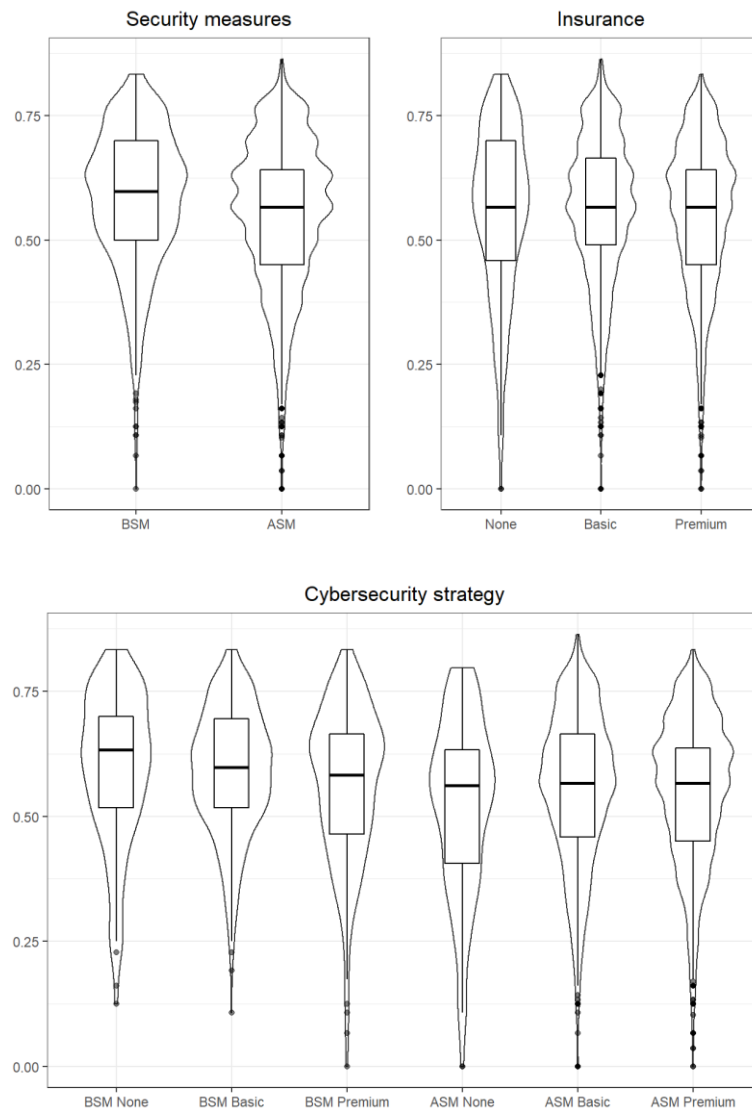 Security measures
Insurance
0.75
0.50
0.25
0.00
BSM ASM
0.75
0.50
0.25
0.00
None Basic Premium
Cybersecurity strategy
0.75
0.50
0.25
0.00
BSM None BSM Basic BSM Premium ASM None ASM Basic ASM Premium